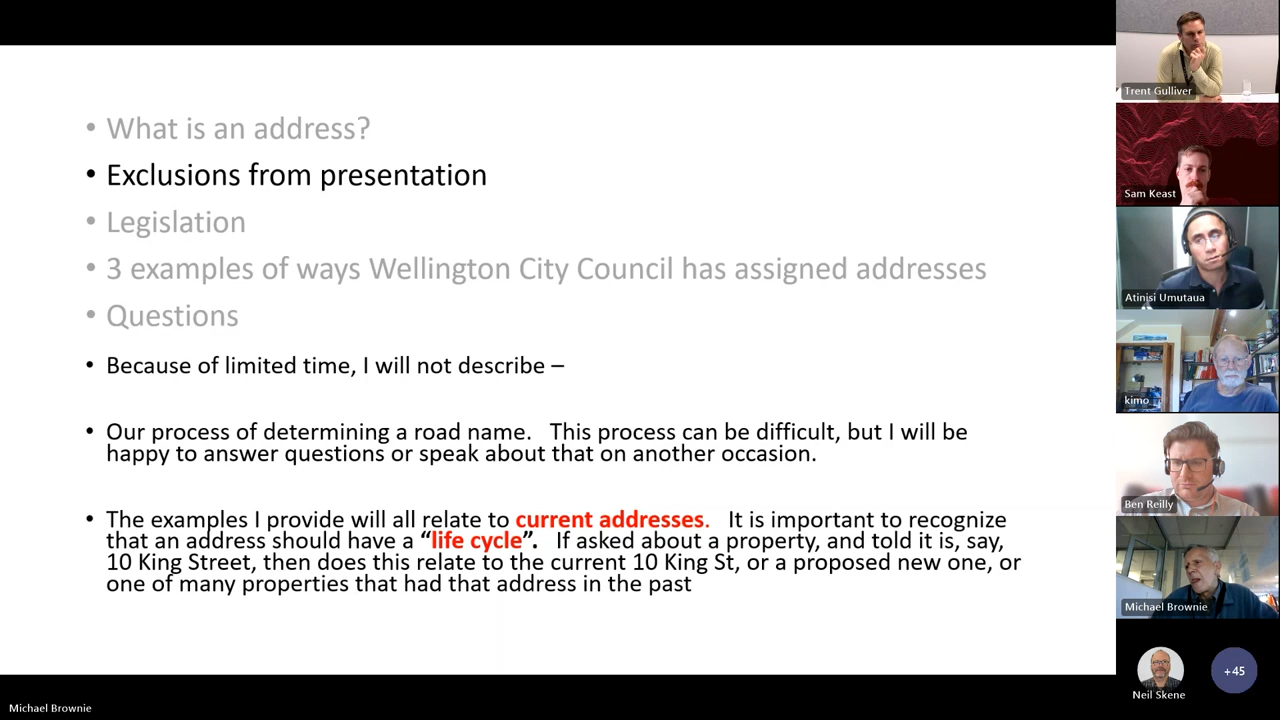 • What is an address?
• Exclusions from presentation
• Legislation
• 3 examples of ways Wellington City Council has assigned addresses
• Questions
• Because of limited time, I will not describe –
• Our process of determining a road name. This process can be difficult, but I will be
happy to answer questions or speak about that on another occasion.
• The examples I provide will all relate to current addresses. It is important to recognize
that an address should have a “life cycle”. If asked about a property, and told it is, say,
10 King Street, then does this relate to the current 10 King St, or a proposed new one, or
one of many properties that had that address in the past
Trent Gulliver
Sam Keast
Atinisi Umutaua
kimo
Ben Reilly
Michael Brownie
Neil Skene
+45
Michael Brownie